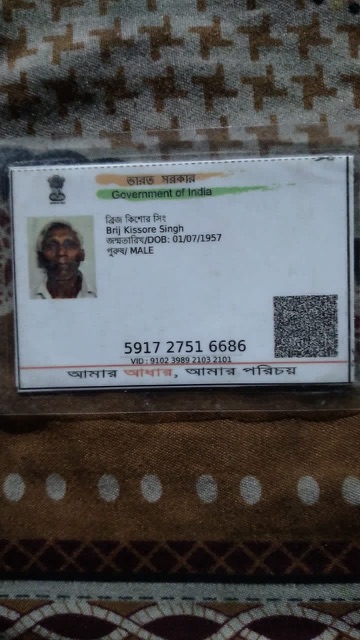 ভারত সরকার
Government of India
ব্রিজ কিশোর সিং
Brij Kissore Singh
জন্মতারিখ/DOB: 01/07/1957
পুরুষ/ MALE
5917 2751 6686
VID : 9102 3989 2103 2101
আমার আধার, আমার পরিচয়